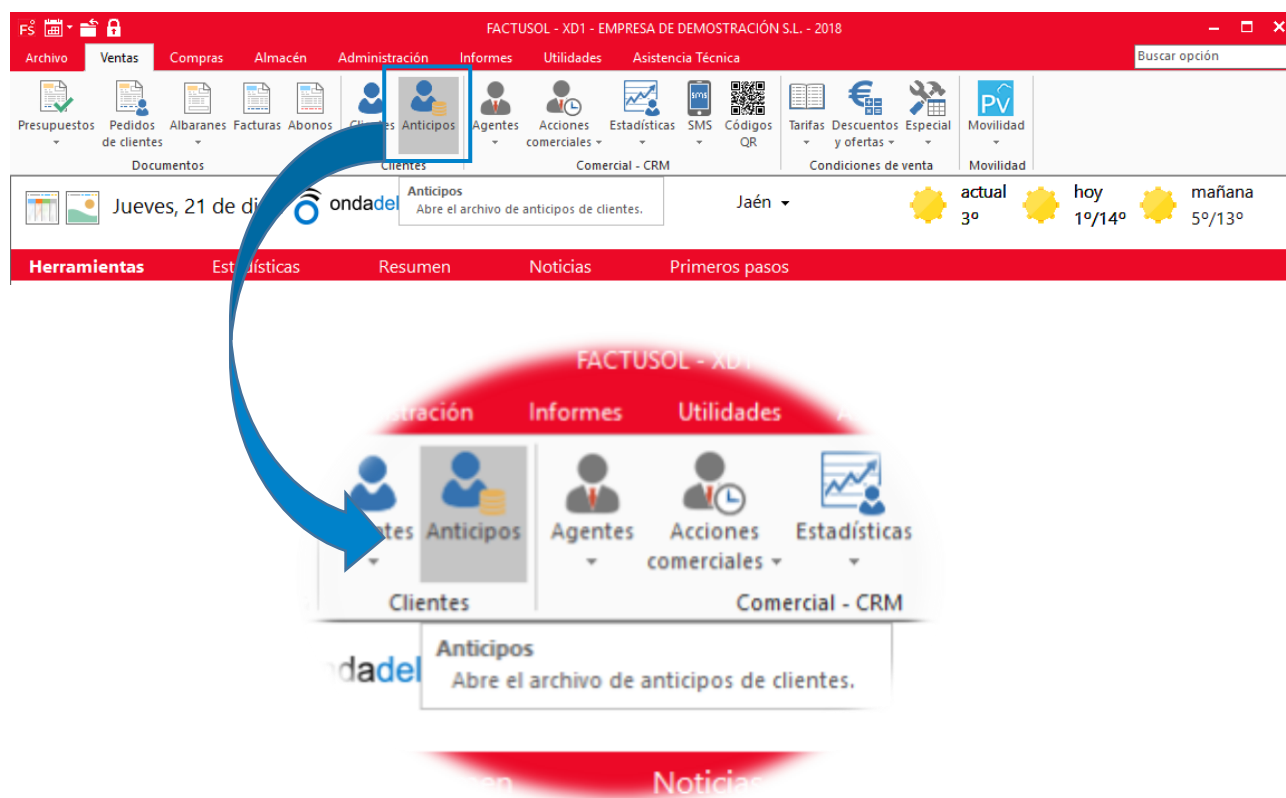 FS
FACTUSOL - XD1 - EMPRESA DE DEMOSTRACIÓN S.L. - 2018
Archivo Ventas Compras Almacén Administración Informes Utilidades Asistencia Técnica Buscar opción
Presupuestos Pedidos de clientes Albaranes Facturas Abonos Anticipos Agentes Acciones comerciales Estadísticas SMS Códigos QR Tarifas Descuentos y ofertas Especial Movilidad
sms
PV
Documentos Clientes Comercial - CRM Condiciones de venta Movilidad
Anticipos
Abre el archivo de anticipos de clientes.
Jueves, 21 de
ondadel
Jaén
actual
3º
hoy
1º/14º
mañana
5º/13º
Herramientas Estadísticas Resumen Noticias Primeros pasos
FACTUSOL - XD1
Informes Utilidades
Anticipos Agentes Acciones comerciales Estadísticas
Clientes Comercial - CRM
Anticipos
Abre el archivo de anticipos de clientes.
Noticias